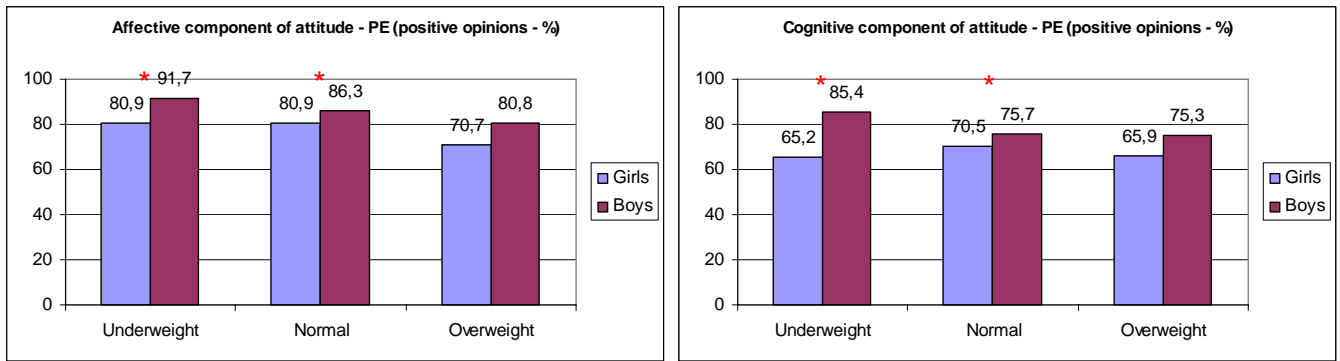 Affective component of attitude - PE (positive opinions - %)
100
80
60
40
20
0
* 91,7
80,9
80,9
* 86,3
70,7
80,8
Underweight
Normal
Overweight
Girls
Boys
Cognitive component of attitude - PE (positive opinions - %)
100
80
60
40
20
0
* 85,4
65,2
70,5
* 75,7
65,9
75,3
Underweight
Normal
Overweight
Girls
Boys